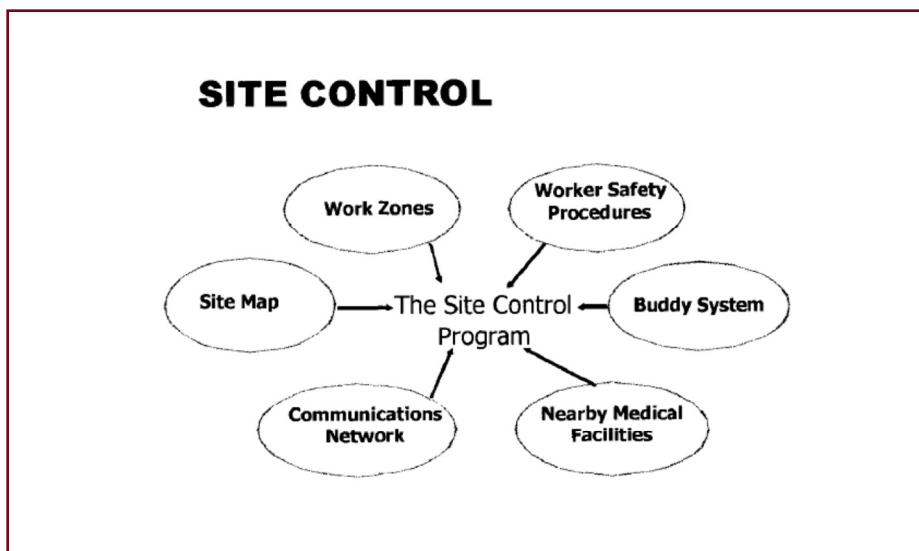 SITE CONTROL
Work Zones
Worker Safety
Procedures
Site Map
The Site Control
Program
Buddy System
Communications
Network
Nearby Medical
Facilities